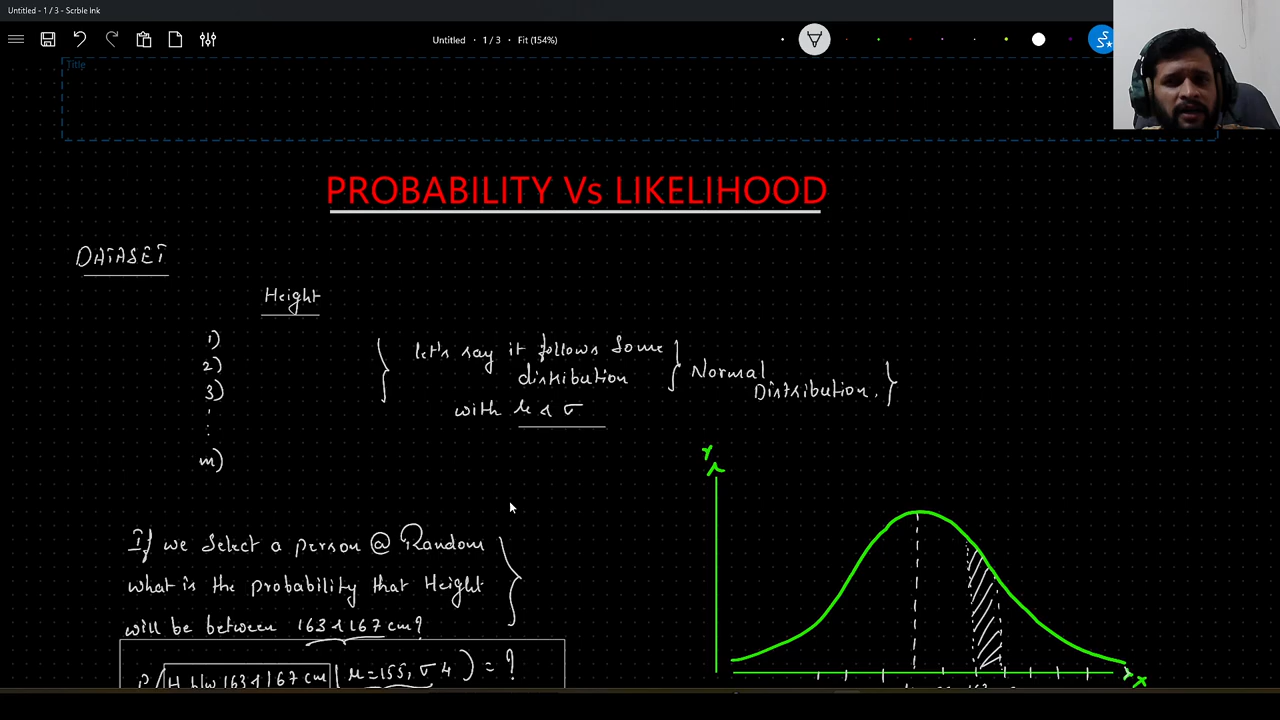 Untitled - 1 / 3 - Scrble Ink
Untitled • 1 / 3 • Fit (154%)
Title
PROBABILITY Vs LIKELIHOOD
DATASET
Height
1)
2)
3)
m)
let's say it follows Some
distribution
with μ & σ
Normal
Distribution.
If we Select a person @ Random
what is the probability that Height
will be between 163 & 167 cm?
P(H b/w 163 & 167 cm | μ=155, σ 4) = ?
Y
x